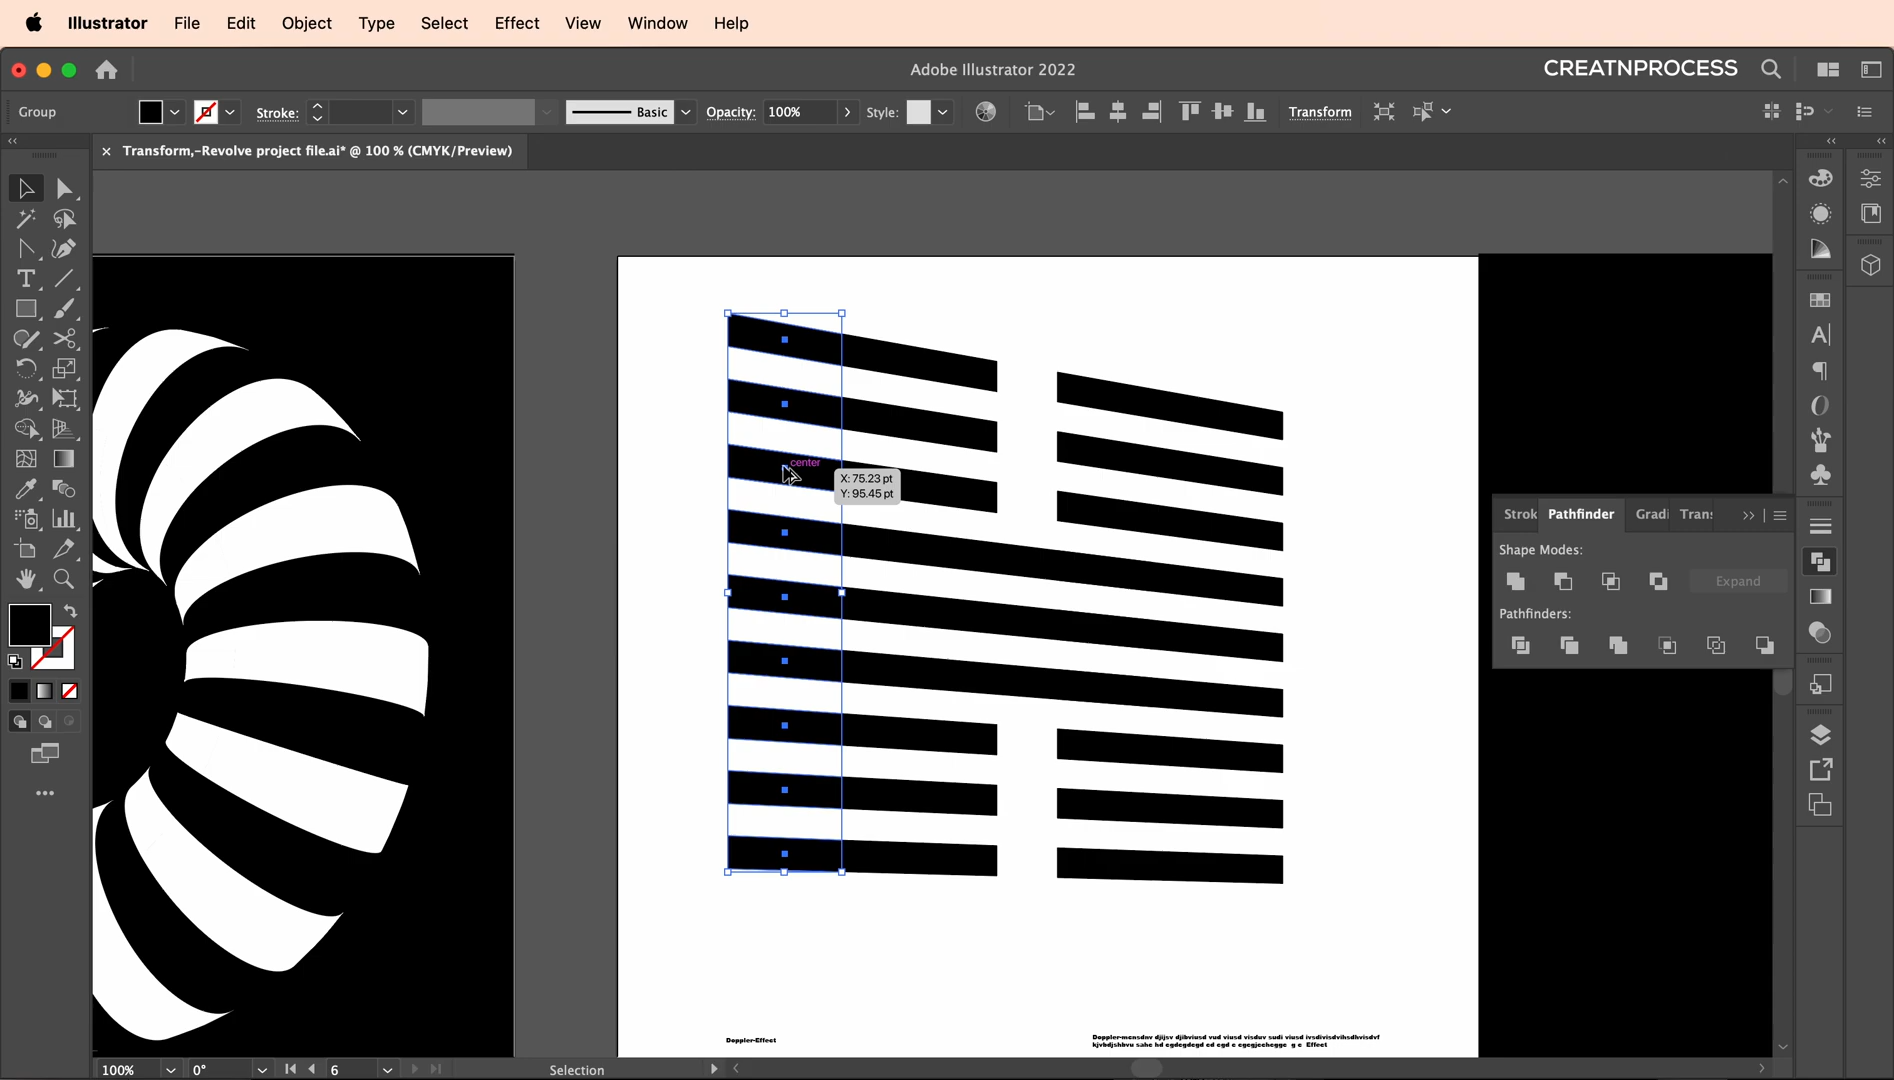 Illustrator File Edit Object Type Select Effect View Window Help
Adobe Illustrator 2022
CREATNPROCESS
Group
Stroke:
Basic
Opacity: 100%
Style:
Transform
Transform,-Revolve project file.ai* @ 100 % (CMYK/Preview)
center
X: 75.23 pt
Y: 95.45 pt
Strok Pathfinder Gradi Trans
Shape Modes:
Expand
Pathfinders:
Doppler-Effect
100% 0° 6 Selection